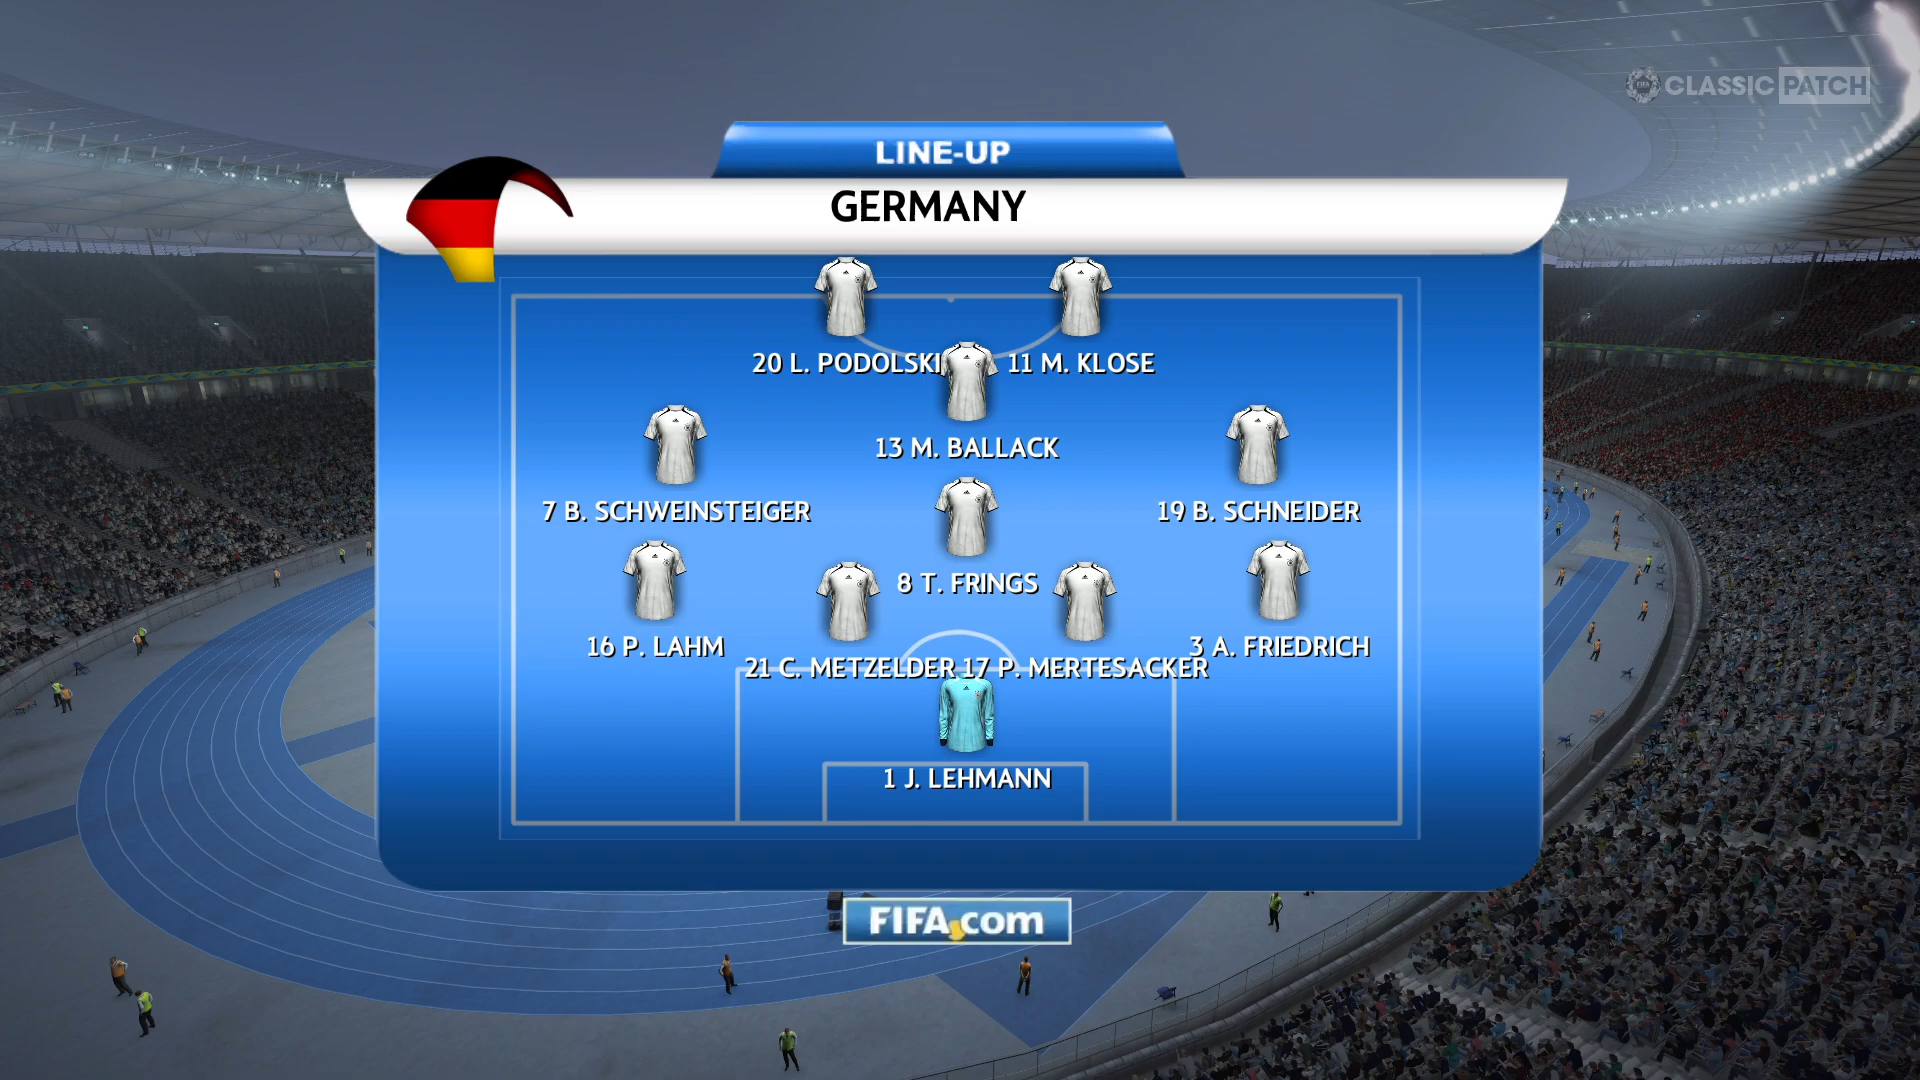 CLASSIC PATCH
LINE-UP
GERMANY
20 L. PODOLSKI
11 M. KLOSE
13 M. BALLACK
7 B. SCHWEINSTEIGER
19 B. SCHNEIDER
8 T. FRINGS
16 P. LAHM
3 A. FRIEDRICH
21 C. METZELDER
17 P. MERTESACKER
1 J. LEHMANN
FIFA.com